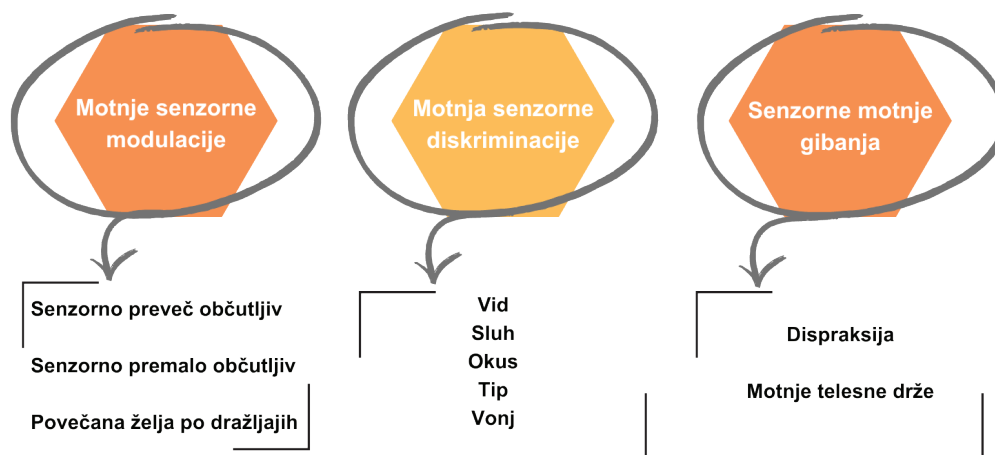 Motnje senzorne
modulacije
Senzorno preveč občutljiv
Senzorno premalo občutljiv
Povečana želja po dražljajih
Motnja senzorne
diskriminacije
Vid
Sluh
Okus
Tip
Vonj
Senzorne motnje
gibanja
Dispraksija
Motnje telesne drže